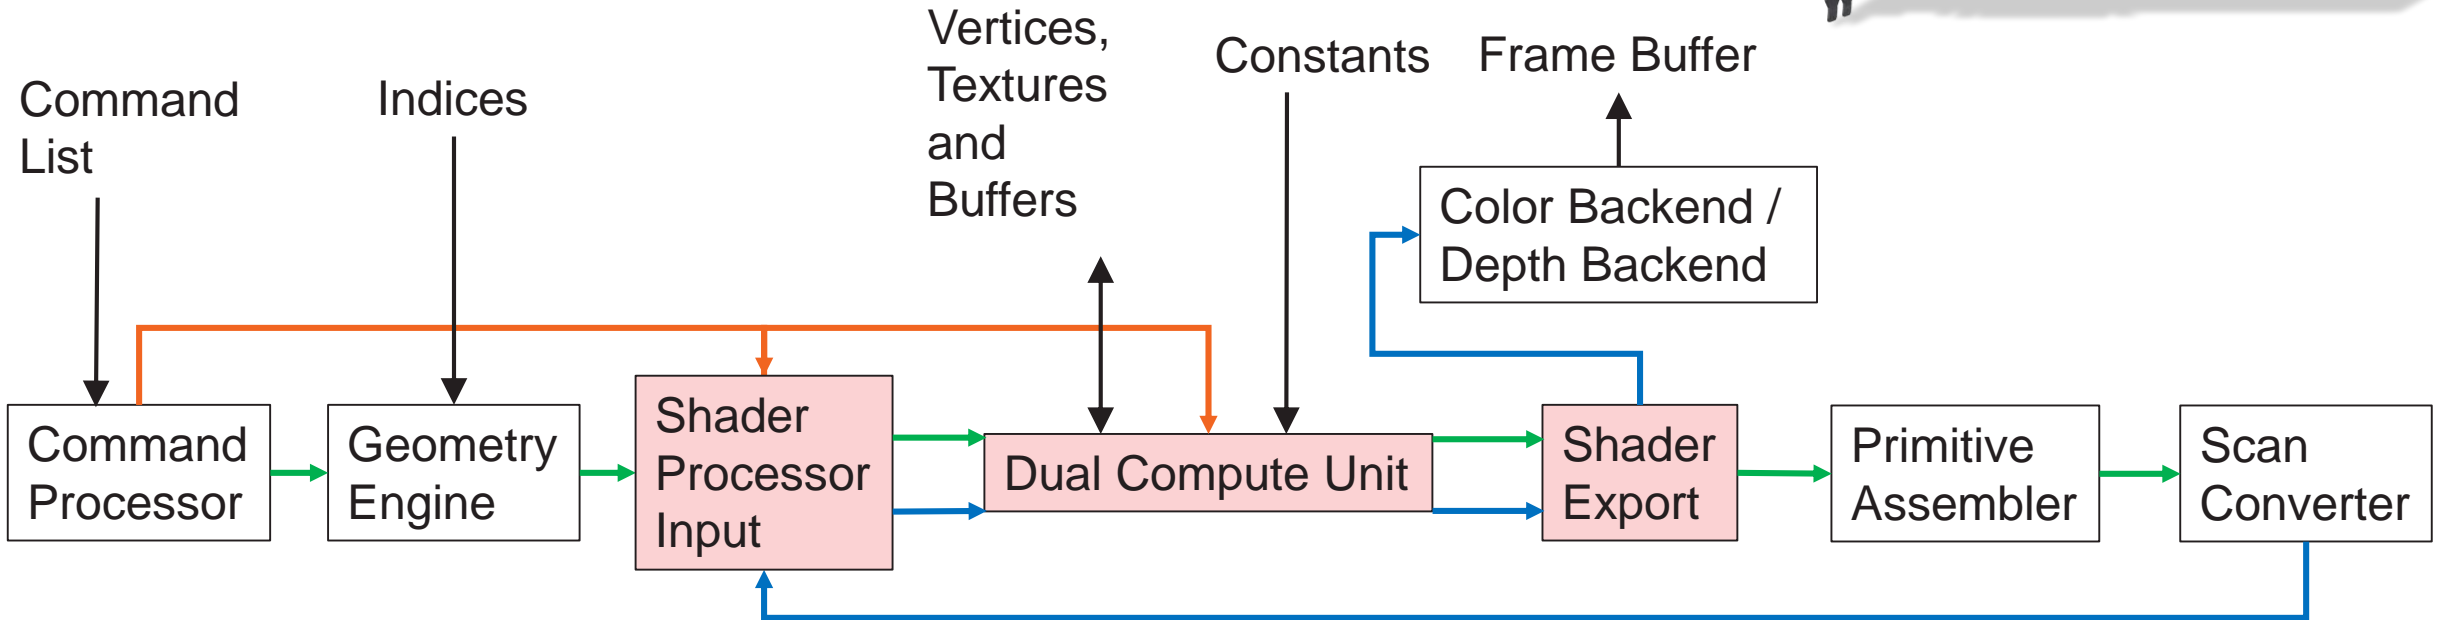 Command
List
Indices
Vertices,
Textures
and
Buffers
Constants
Frame Buffer
Color Backend /
Depth Backend
Command
Processor
Geometry
Engine
Shader
Processor
Input
Dual Compute Unit
Shader
Export
Primitive
Assembler
Scan
Converter